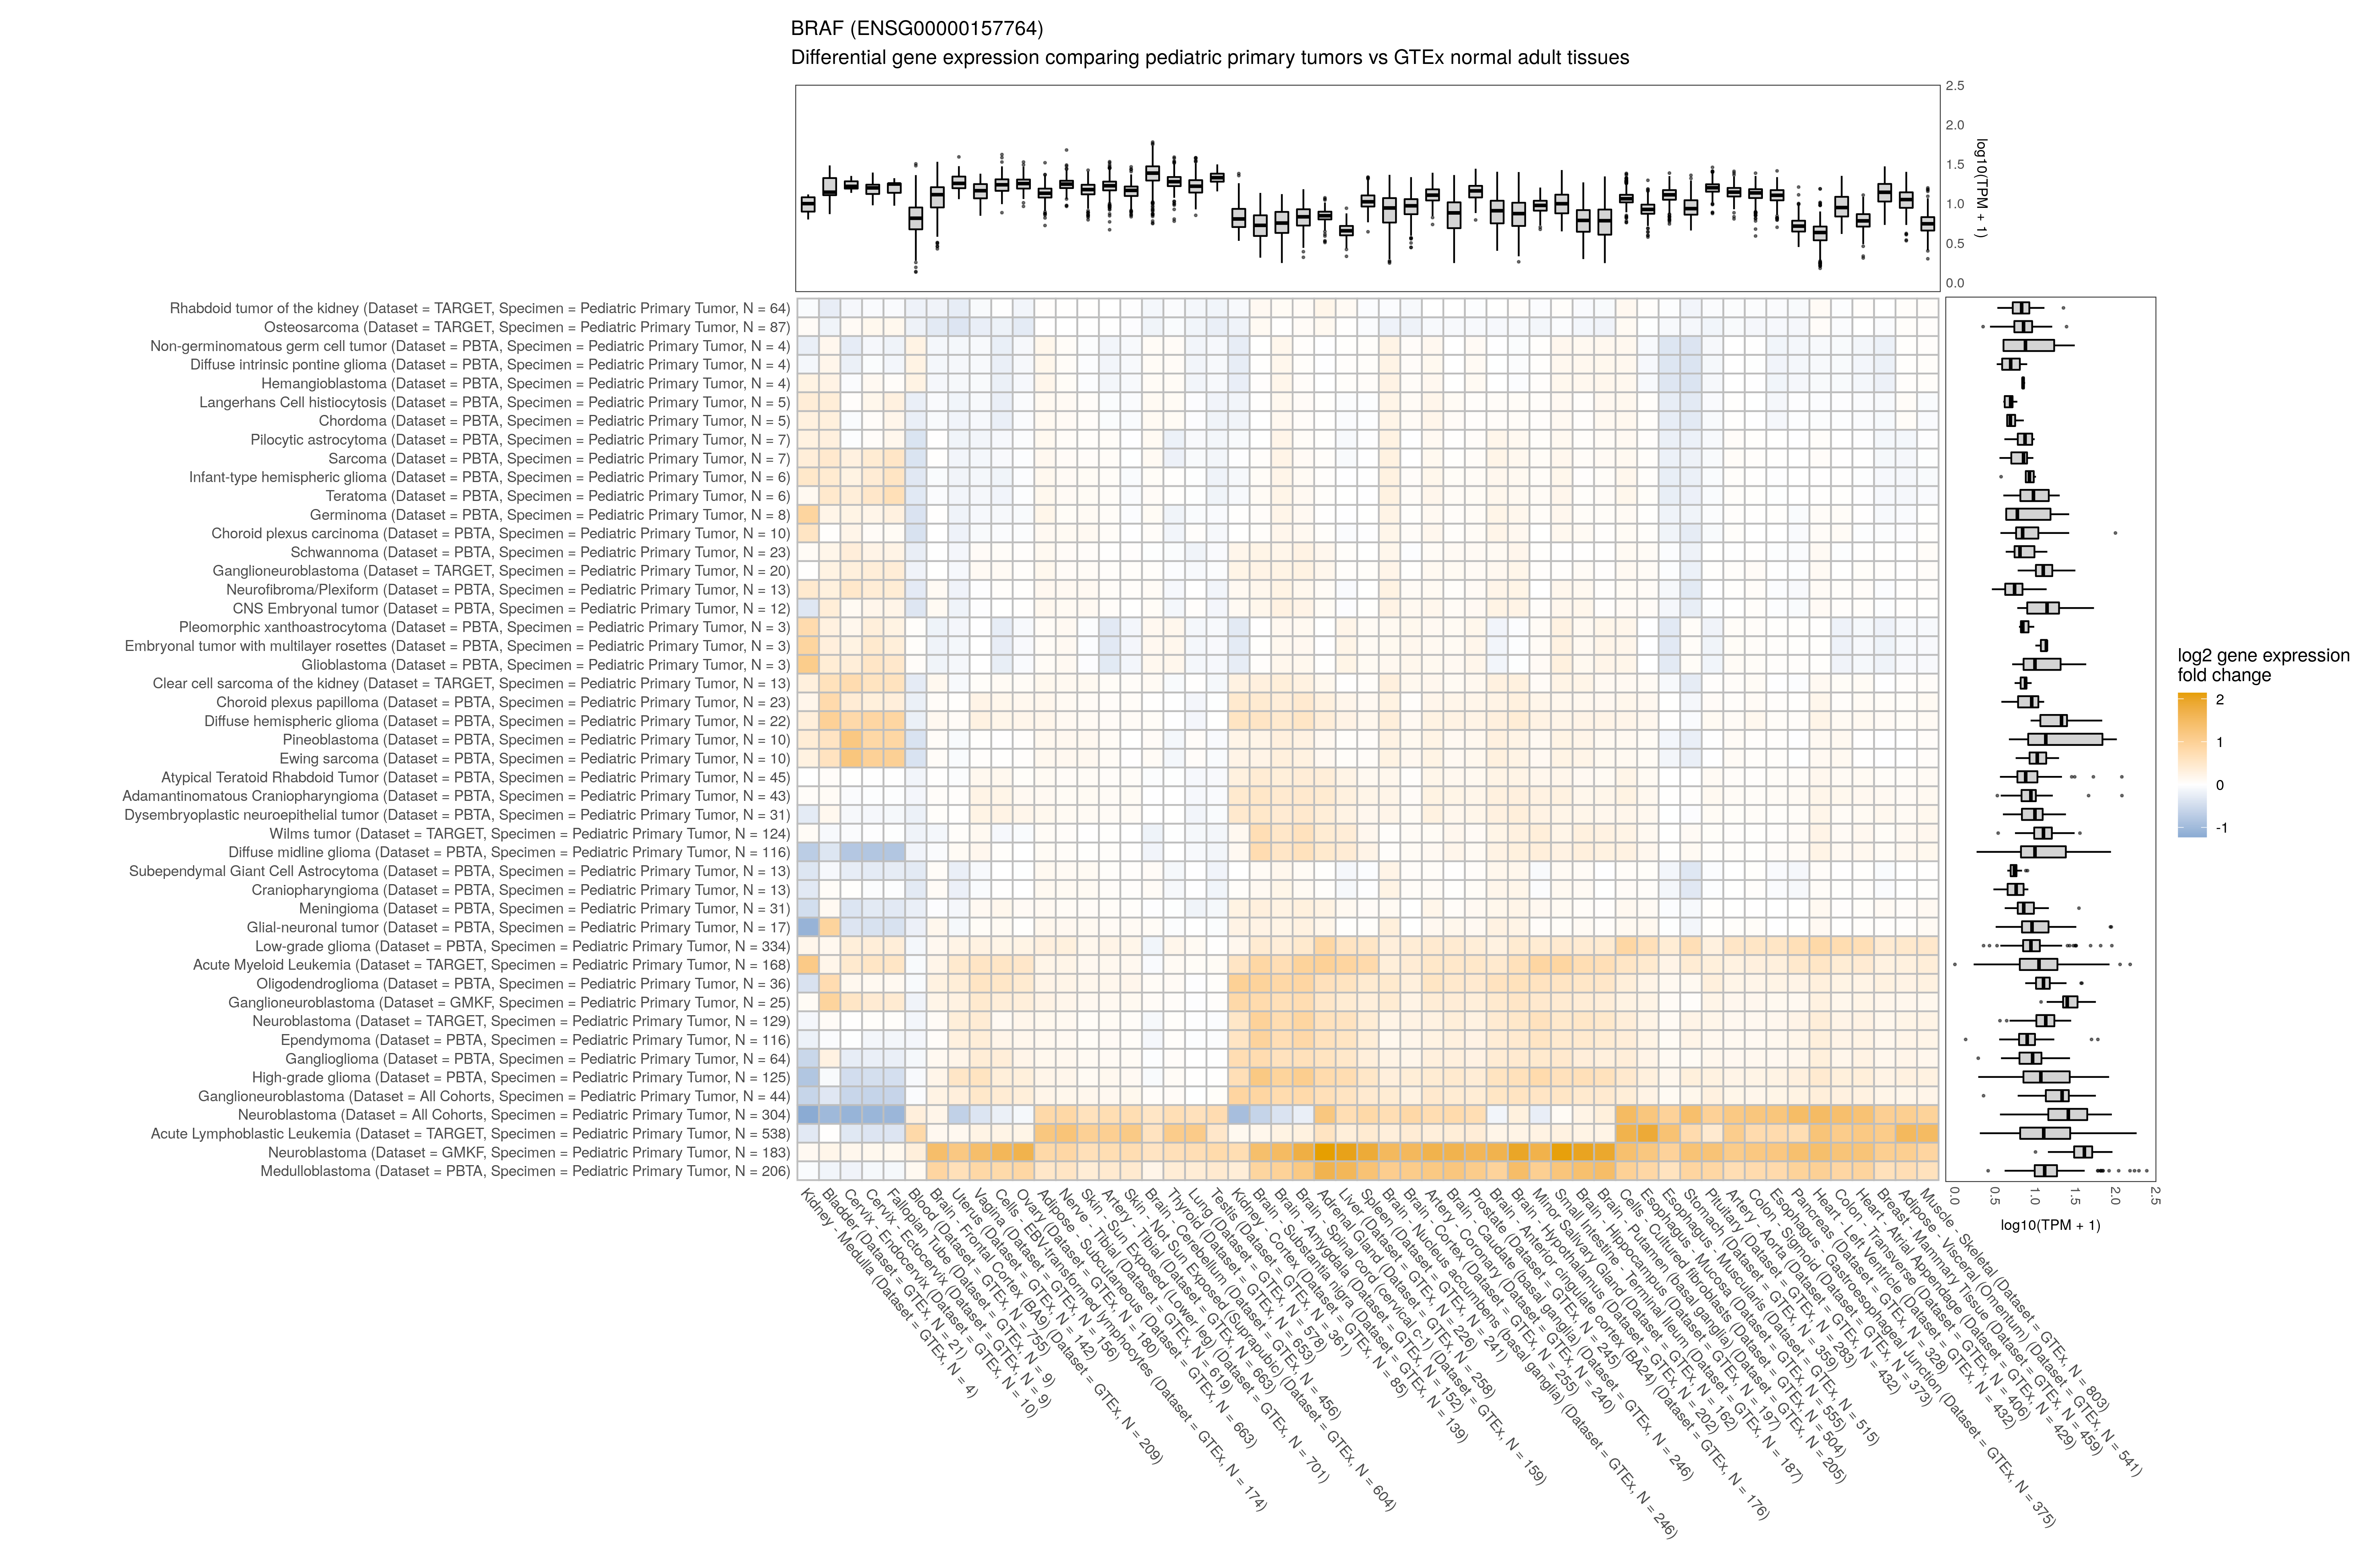 BRAF (ENSG00000157764)
Differential gene expression comparing pediatric primary tumors vs GTEx normal adult tissues
2.5
2.0
1.5
1.0
0.5
0.0
log10(TPM + 1)
Rhabdoid tumor of the kidney (Dataset = TARGET, Specimen = Pediatric Primary Tumor, N = 64)
Osteosarcoma (Dataset = TARGET, Specimen = Pediatric Primary Tumor, N = 87)
Non-germinomatous germ cell tumor (Dataset = PBTA, Specimen = Pediatric Primary Tumor, N = 4)
Diffuse intrinsic pontine glioma (Dataset = PBTA, Specimen = Pediatric Primary Tumor, N = 4)
Hemangioblastoma (Dataset = PBTA, Specimen = Pediatric Primary Tumor, N = 4)
Langerhans Cell histiocytosis (Dataset = PBTA, Specimen = Pediatric Primary Tumor, N = 5)
Chordoma (Dataset = PBTA, Specimen = Pediatric Primary Tumor, N = 5)
Pilocytic astrocytoma (Dataset = PBTA, Specimen = Pediatric Primary Tumor, N = 7)
Sarcoma (Dataset = PBTA, Specimen = Pediatric Primary Tumor, N = 7)
Infant-type hemispheric glioma (Dataset = PBTA, Specimen = Pediatric Primary Tumor, N = 6)
Teratoma (Dataset = PBTA, Specimen = Pediatric Primary Tumor, N = 6)
Germinoma (Dataset = PBTA, Specimen = Pediatric Primary Tumor, N = 8)
Choroid plexus carcinoma (Dataset = PBTA, Specimen = Pediatric Primary Tumor, N = 10)
Schwannoma (Dataset = PBTA, Specimen = Pediatric Primary Tumor, N = 23)
Ganglioneuroblastoma (Dataset = TARGET, Specimen = Pediatric Primary Tumor, N = 20)
Neurofibroma/Plexiform (Dataset = PBTA, Specimen = Pediatric Primary Tumor, N = 13)
CNS Embryonal tumor (Dataset = PBTA, Specimen = Pediatric Primary Tumor, N = 12)
Pleomorphic xanthoastrocytoma (Dataset = PBTA, Specimen = Pediatric Primary Tumor, N = 3)
Embryonal tumor with multilayer rosettes (Dataset = PBTA, Specimen = Pediatric Primary Tumor, N = 3)
Glioblastoma (Dataset = PBTA, Specimen = Pediatric Primary Tumor, N = 3)
Clear cell sarcoma of the kidney (Dataset = TARGET, Specimen = Pediatric Primary Tumor, N = 13)
Choroid plexus papilloma (Dataset = PBTA, Specimen = Pediatric Primary Tumor, N = 23)
Diffuse hemispheric glioma (Dataset = PBTA, Specimen = Pediatric Primary Tumor, N = 22)
Pineoblastoma (Dataset = PBTA, Specimen = Pediatric Primary Tumor, N = 10)
Ewing sarcoma (Dataset = PBTA, Specimen = Pediatric Primary Tumor, N = 10)
Atypical Teratoid Rhabdoid Tumor (Dataset = PBTA, Specimen = Pediatric Primary Tumor, N = 45)
Adamantinomatous Craniopharyngioma (Dataset = PBTA, Specimen = Pediatric Primary Tumor, N = 43)
Dysembryoplastic neuroepithelial tumor (Dataset = PBTA, Specimen = Pediatric Primary Tumor, N = 31)
Wilms tumor (Dataset = TARGET, Specimen = Pediatric Primary Tumor, N = 124)
Diffuse midline glioma (Dataset = PBTA, Specimen = Pediatric Primary Tumor, N = 116)
Subependymal Giant Cell Astrocytoma (Dataset = PBTA, Specimen = Pediatric Primary Tumor, N = 13)
Craniopharyngioma (Dataset = PBTA, Specimen = Pediatric Primary Tumor, N = 13)
Meningioma (Dataset = PBTA, Specimen = Pediatric Primary Tumor, N = 31)
Glial-neuronal tumor (Dataset = PBTA, Specimen = Pediatric Primary Tumor, N = 17)
Low-grade glioma (Dataset = PBTA, Specimen = Pediatric Primary Tumor, N = 334)
Acute Myeloid Leukemia (Dataset = TARGET, Specimen = Pediatric Primary Tumor, N = 168)
Oligodendroglioma (Dataset = PBTA, Specimen = Pediatric Primary Tumor, N = 36)
Ganglioneuroblastoma (Dataset = GMKF, Specimen = Pediatric Primary Tumor, N = 25)
Neuroblastoma (Dataset = TARGET, Specimen = Pediatric Primary Tumor, N = 129)
Ependymoma (Dataset = PBTA, Specimen = Pediatric Primary Tumor, N = 116)
Ganglioglioma (Dataset = PBTA, Specimen = Pediatric Primary Tumor, N = 64)
High-grade glioma (Dataset = PBTA, Specimen = Pediatric Primary Tumor, N = 125)
Ganglioneuroblastoma (Dataset = All Cohorts, Specimen = Pediatric Primary Tumor, N = 44)
Neuroblastoma (Dataset = All Cohorts, Specimen = Pediatric Primary Tumor, N = 304)
Acute Lymphoblastic Leukemia (Dataset = TARGET, Specimen = Pediatric Primary Tumor, N = 538)
Neuroblastoma (Dataset = GMKF, Specimen = Pediatric Primary Tumor, N = 183)
Medulloblastoma (Dataset = PBTA, Specimen = Pediatric Primary Tumor, N = 206)
log2 gene expression
fold change
2
1
0
-1
0.0
0.5
1.0
1.5
2.0
2.5
log10(TPM + 1)
Kidney - Medulla (Dataset = GTEx, N = 4)
Bladder (Dataset = GTEx, N = 21)
Cervix - Endocervix (Dataset = GTEx, N = 10)
Cervix - Ectocervix (Dataset = GTEx, N = 9)
Fallopian Tube (Dataset = GTEx, N = 9)
Blood (Dataset = GTEx, N = 755)
Brain - Frontal Cortex (BA9) (Dataset = GTEx, N = 209)
Uterus (Dataset = GTEx, N = 142)
Vagina (Dataset = GTEx, N = 156)
Cells - EBV-transformed lymphocytes (Dataset = GTEx, N = 174)
Ovary (Dataset = GTEx, N = 180)
Adipose - Subcutaneous (Dataset = GTEx, N = 663)
Nerve - Tibial (Dataset = GTEx, N = 619)
Skin - Sun Exposed (Lower leg) (Dataset = GTEx, N = 701)
Artery - Tibial (Dataset = GTEx, N = 663)
Skin - Not Sun Exposed (Suprapubic) (Dataset = GTEx, N = 604)
Brain - Cerebellum (Dataset = GTEx, N = 456)
Thyroid (Dataset = GTEx, N = 653)
Lung (Dataset = GTEx, N = 578)
Testis (Dataset = GTEx, N = 361)
Kidney - Cortex (Dataset = GTEx, N = 85)
Brain - Substantia nigra (Dataset = GTEx, N = 139)
Brain - Amygdala (Dataset = GTEx, N = 152)
Brain - Spinal cord (cervical c-1) (Dataset = GTEx, N = 159)
Adrenal Gland (Dataset = GTEx, N = 258)
Liver (Dataset = GTEx, N = 226)
Spleen (Dataset = GTEx, N = 241)
Brain - Nucleus accumbens (basal ganglia) (Dataset = GTEx, N = 246)
Brain - Cortex (Dataset = GTEx, N = 255)
Artery - Coronary (Dataset = GTEx, N = 240)
Brain - Caudate (basal ganglia) (Dataset = GTEx, N = 246)
Prostate (Dataset = GTEx, N = 245)
Brain - Anterior cingulate cortex (BA24) (Dataset = GTEx, N = 176)
Brain - Hypothalamus (Dataset = GTEx, N = 202)
Minor Salivary Gland (Dataset = GTEx, N = 162)
Small Intestine - Terminal Ileum (Dataset = GTEx, N = 187)
Brain - Hippocampus (Dataset = GTEx, N = 197)
Brain - Putamen (basal ganglia) (Dataset = GTEx, N = 205)
Cells - Cultured fibroblasts (Dataset = GTEx, N = 504)
Esophagus - Mucosa (Dataset = GTEx, N = 555)
Esophagus - Muscularis (Dataset = GTEx, N = 515)
Stomach (Dataset = GTEx, N = 359)
Pituitary (Dataset = GTEx, N = 283)
Artery - Aorta (Dataset = GTEx, N = 432)
Colon - Sigmoid (Dataset = GTEx, N = 373)
Esophagus - Gastroesophageal Junction (Dataset = GTEx, N = 375)
Pancreas (Dataset = GTEx, N = 328)
Heart - Left Ventricle (Dataset = GTEx, N = 432)
Colon - Transverse (Dataset = GTEx, N = 406)
Heart - Atrial Appendage (Dataset = GTEx, N = 429)
Breast - Mammary Tissue (Dataset = GTEx, N = 459)
Adipose - Visceral (Omentum) (Dataset = GTEx, N = 541)
Muscle - Skeletal (Dataset = GTEx, N = 803)